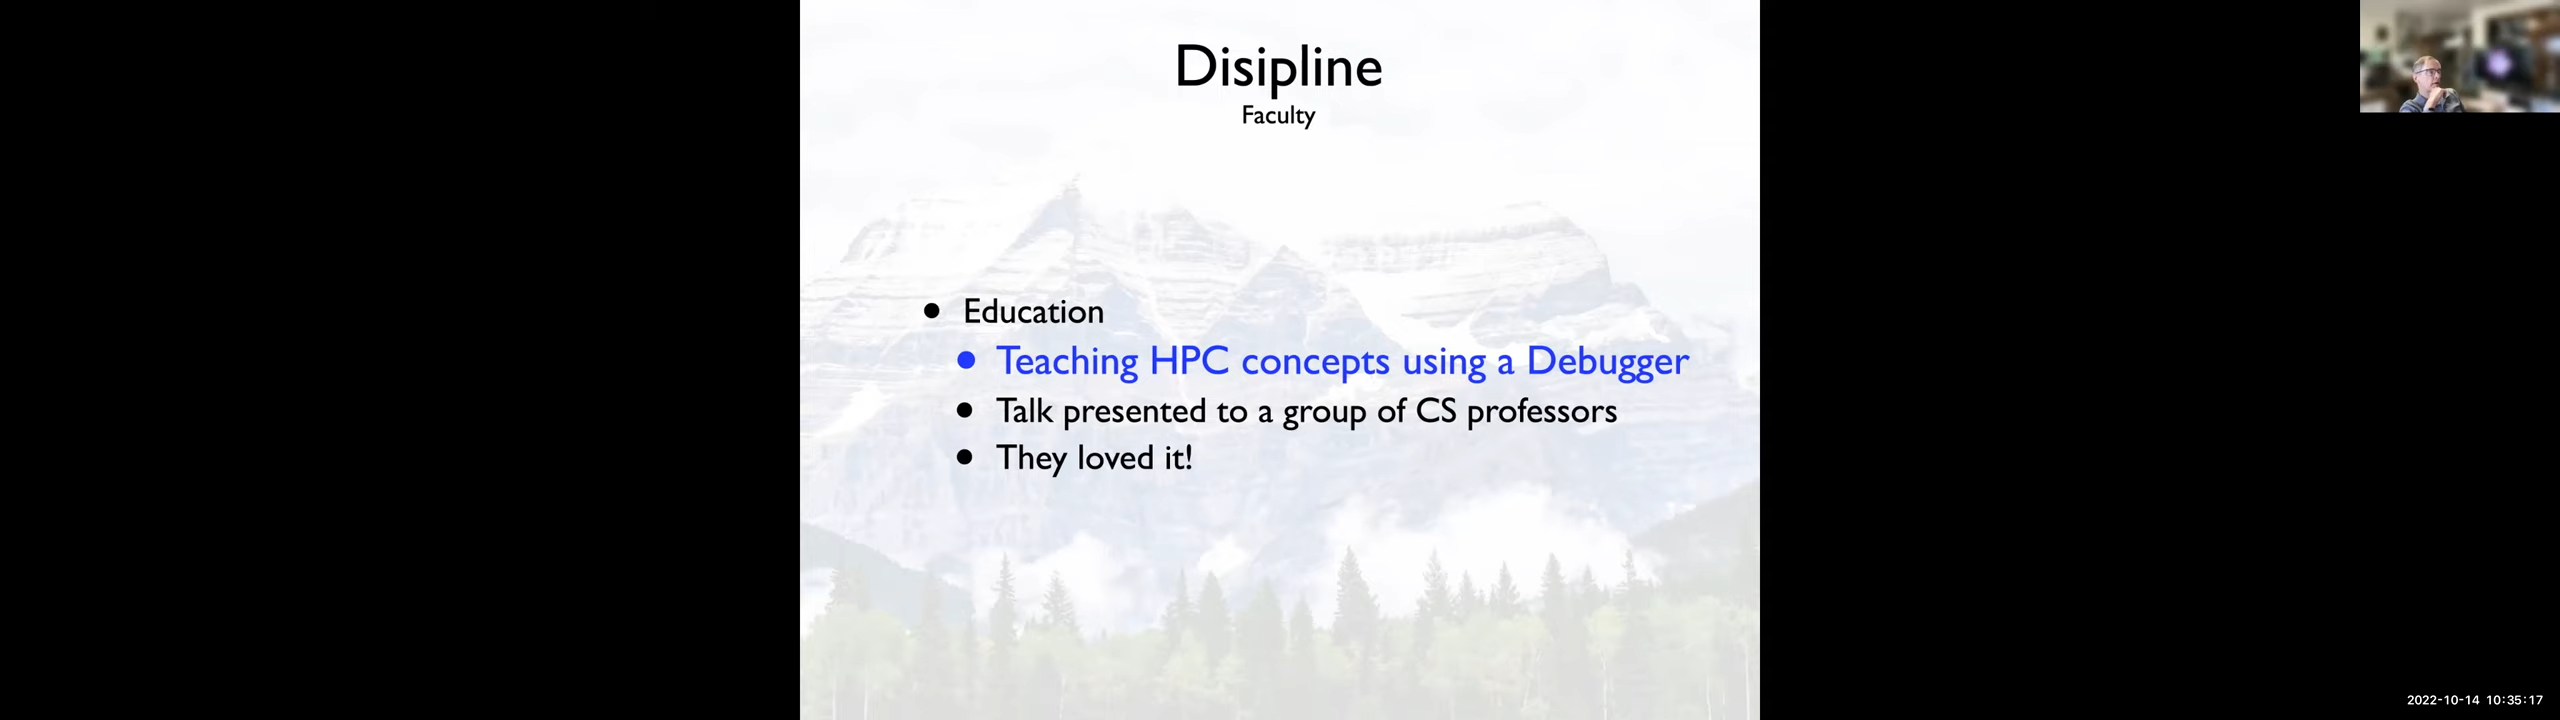 Disipline
Faculty
• Education
• Teaching HPC concepts using a Debugger
• Talk presented to a group of CS professors
• They loved it!
2022-10-14 10:35:17